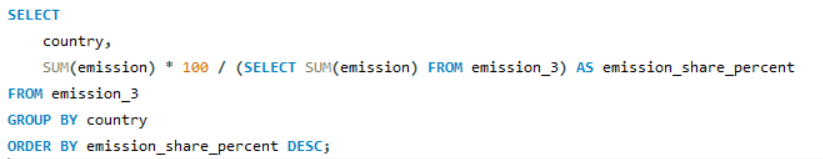 SELECT
    country,
    SUM(emission) * 100 / (SELECT SUM(emission) FROM emission_3) AS emission_share_percent
FROM emission_3
GROUP BY country
ORDER BY emission_share_percent DESC;